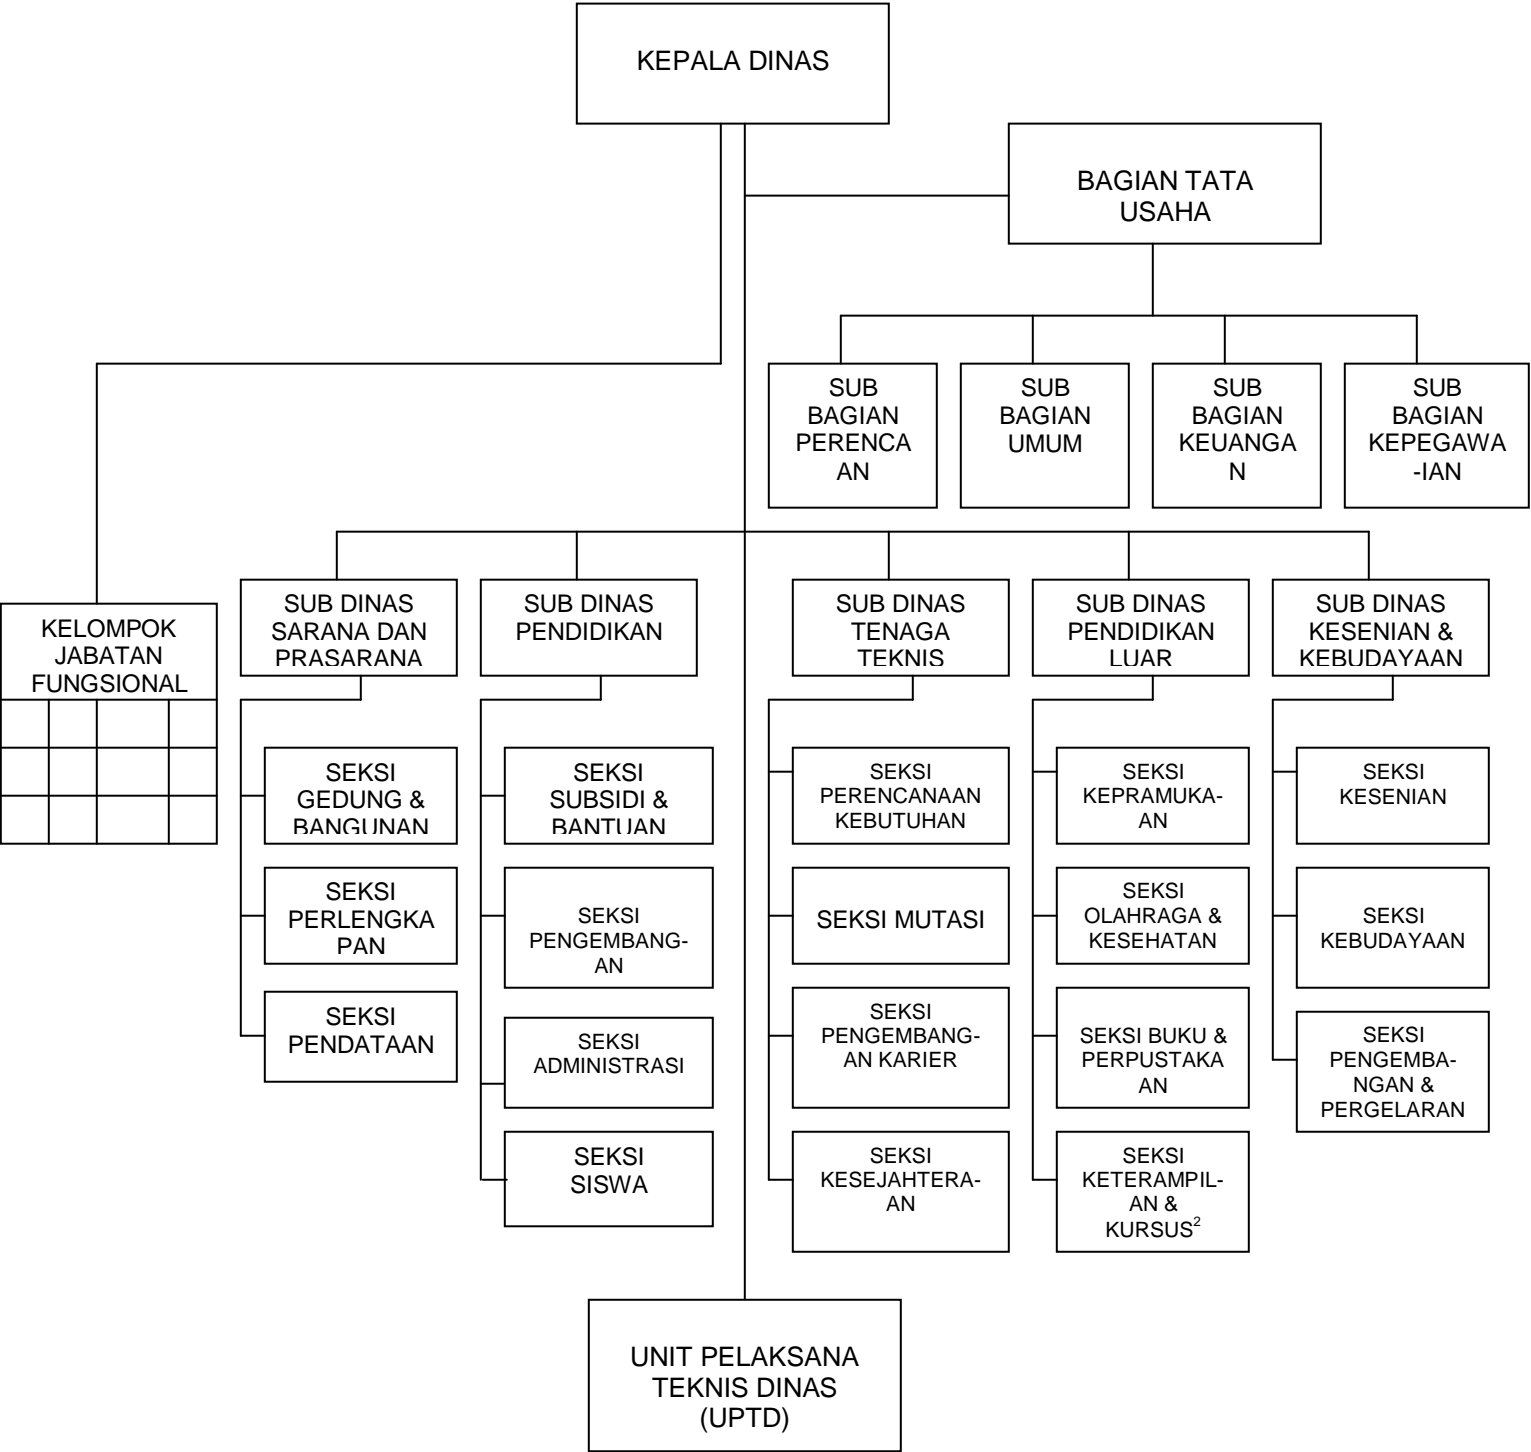 KEPALA DINAS
BAGIAN TATA
USAHA
SUB
BAGIAN
PERENCA
AN
SUB
BAGIAN
UMUM
SUB
BAGIAN
KEUANGA
N
SUB
BAGIAN
KEPEGAWA
-IAN
KELOMPOK
JABATAN
FUNGSIONAL
SUB DINAS
SARANA DAN
PRASARANA
SUB DINAS
PENDIDIKAN
SUB DINAS
TENAGA
TEKNIS
SUB DINAS
PENDIDIKAN
LUAR
SUB DINAS
KESENIAN &
KEBUDAYAAN
SEKSI
GEDUNG &
BANGUNAN
SEKSI
PERLENGKA
PAN
SEKSI
PENDATAAN
SEKSI
SUBSIDI &
BANTUAN
SEKSI
PENGEMBANG-
AN
SEKSI
ADMINISTRASI
SEKSI
SISWA
SEKSI
PERENCANAAN
KEBUTUHAN
SEKSI MUTASI
SEKSI
PENGEMBANG-
AN KARIER
SEKSI
KESEJAHTERA-
AN
SEKSI
KEPRAMUKA-
AN
SEKSI
OLAHRAGA &
KESEHATAN
SEKSI BUKU &
PERPUSTAKA
AN
SEKSI
KETERAMPIL-
AN &
KURSUS²
SEKSI
KESENIAN
SEKSI
KEBUDAYAAN
SEKSI
PENGEMBA-
NGAN &
PERGELARAN
UNIT PELAKSANA
TEKNIS DINAS
(UPTD)